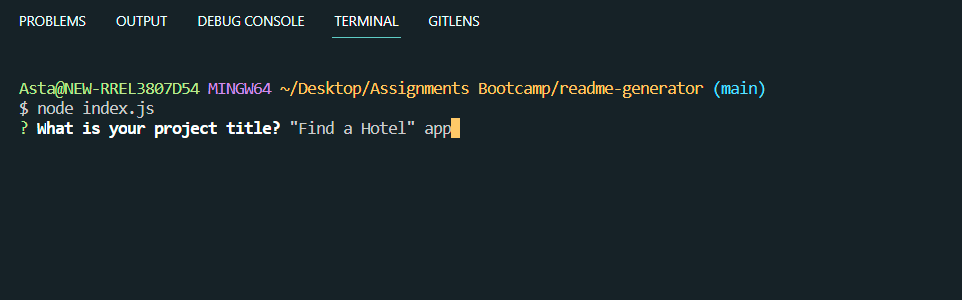 PROBLEMS OUTPUT DEBUG CONSOLE TERMINAL GITLENS
Asta@NEW-RREL3807D54 MINGW64 ~/Desktop/Assignments Bootcamp/readme-generator (main)
$ node index.js
? What is your project title? "Find a Hotel" app